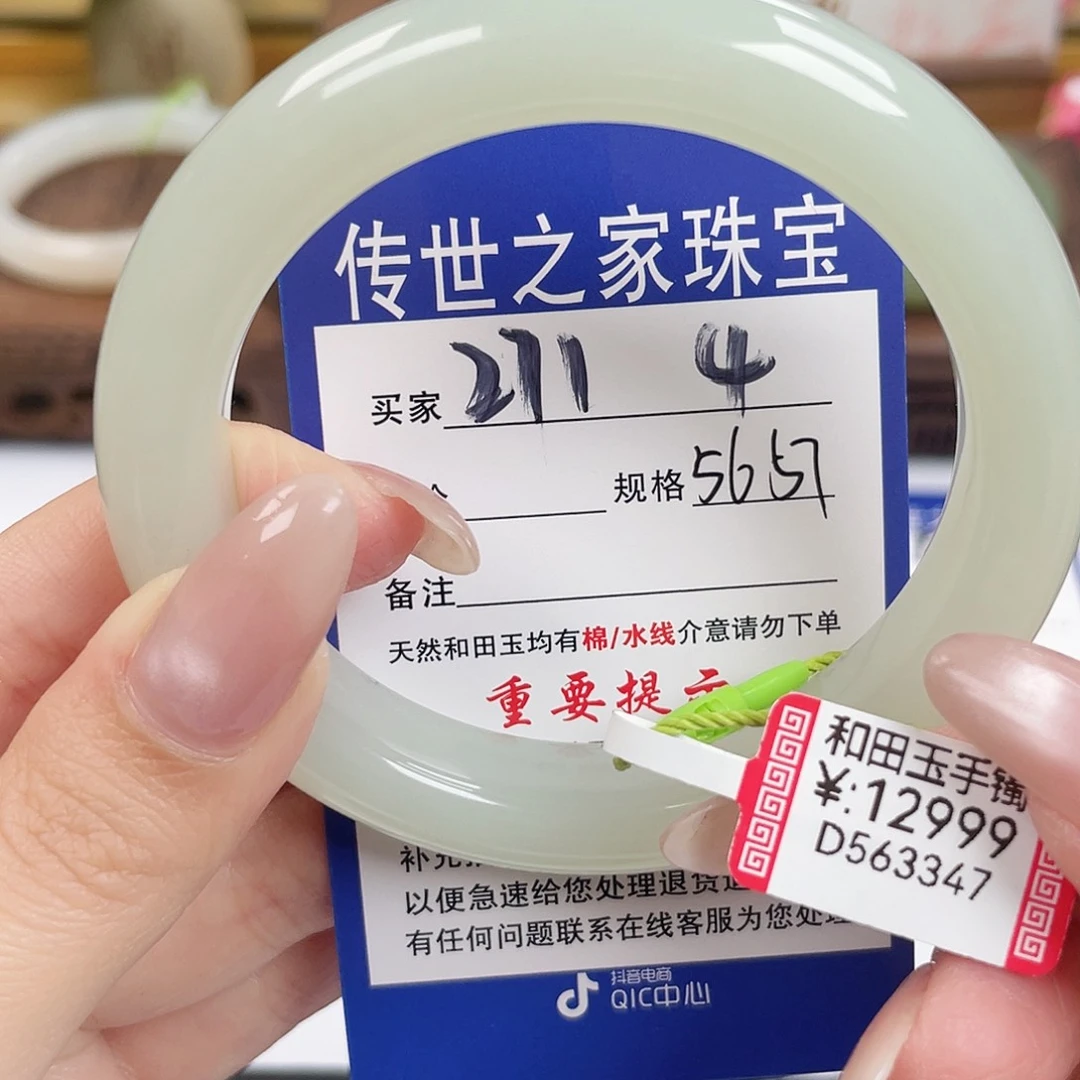 传世之家珠宝
买家 271 4
规格 56 57
备注
天然和田玉均有棉/水线介意请勿下单
重要提示
和田玉手镯
¥:12999
D563347
以便急速给您处理退货
有任何问题联系在线客服为您处理
抖音电商
QIC中心